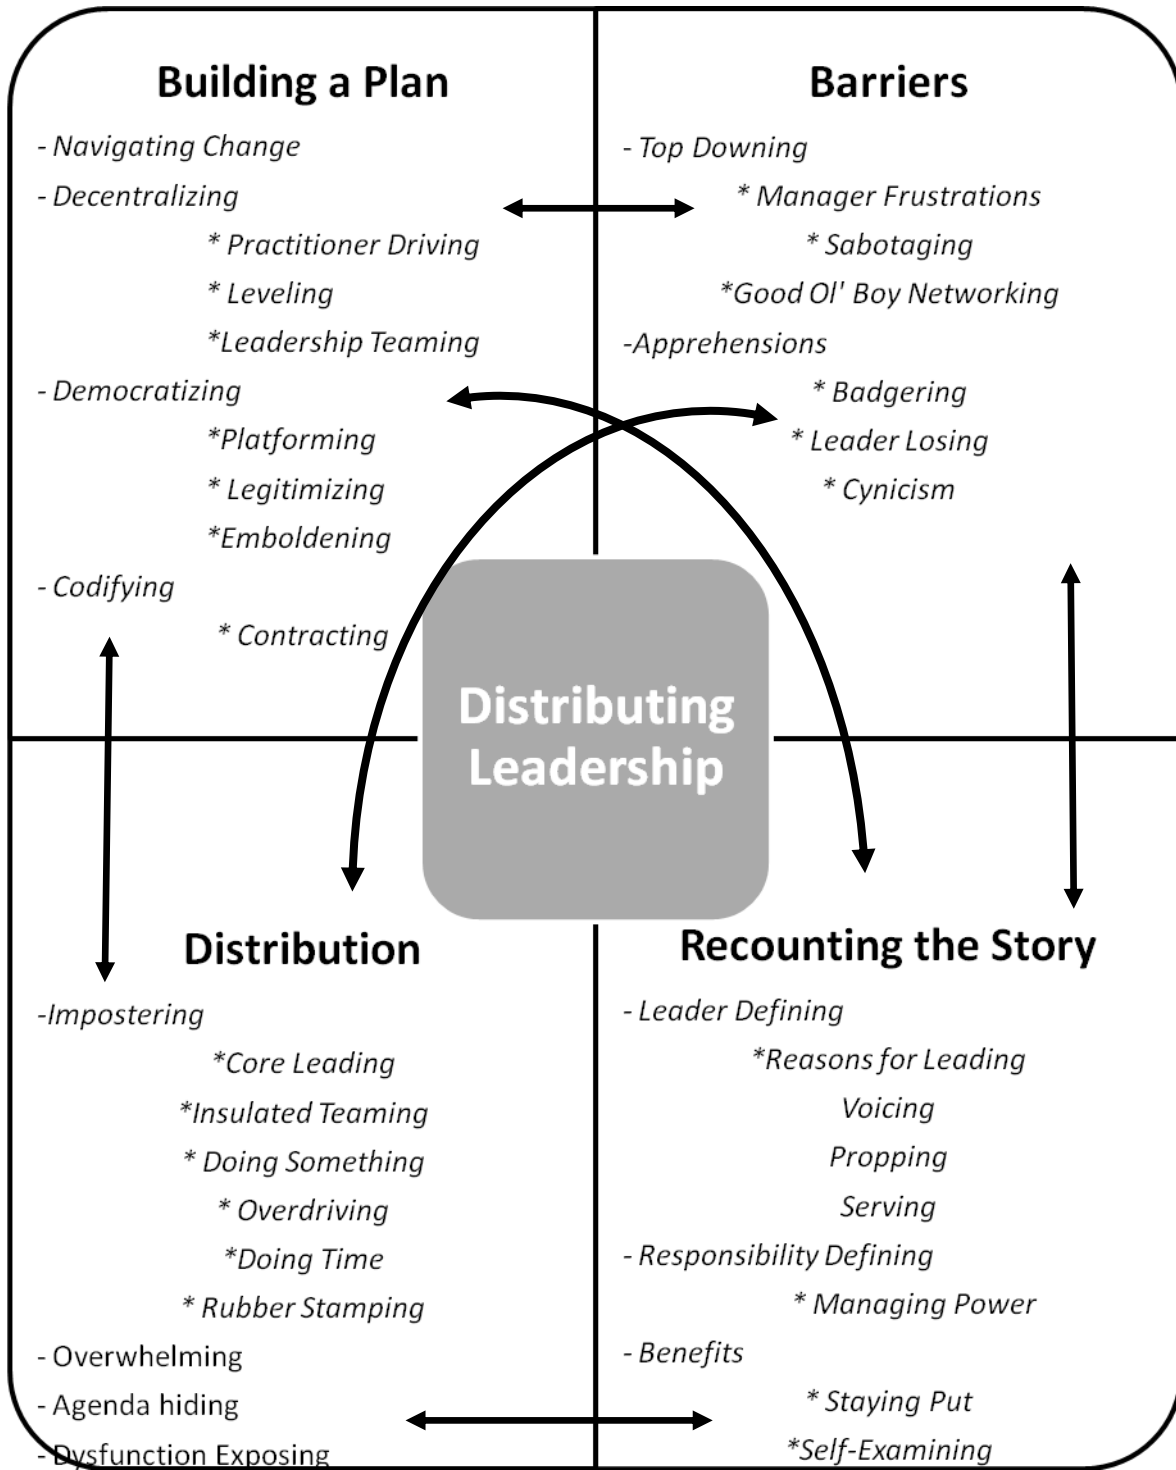 Building a Plan
- Navigating Change
- Decentralizing
* Practitioner Driving
* Leveling
*Leadership Teaming
- Democratizing
*Platforming
* Legitimizing
*Emboldening
- Codifying
* Contracting
Barriers
- Top Downing
* Manager Frustrations
* Sabotaging
*Good Ol' Boy Networking
-Apprehensions
* Badgering
* Leader Losing
* Cynicism
Distributing
Leadership
Distribution
-Impostering
*Core Leading
*Insulated Teaming
* Doing Something
* Overdriving
*Doing Time
* Rubber Stamping
- Overwhelming
- Agenda hiding
- Dysfunction Exposing
Recounting the Story
- Leader Defining
*Reasons for Leading
Voicing
Propping
Serving
- Responsibility Defining
* Managing Power
- Benefits
* Staying Put
*Self-Examining